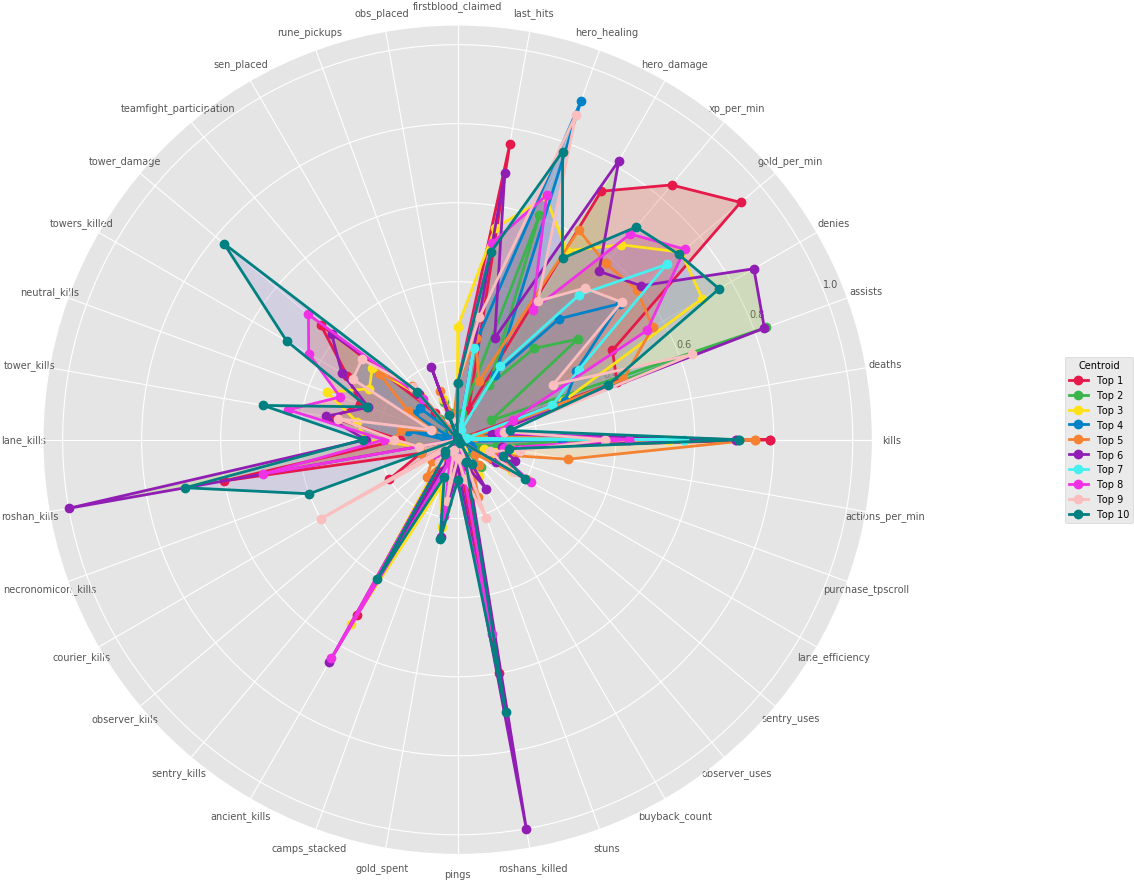 firstblood_claimed
obs_placed
last_hits
rune_pickups
hero_healing
sen_placed
hero_damage
teamfight_participation
xp_per_min
tower_damage
gold_per_min
towers_killed
denies
neutral_kills
1.0
assists
0.8
0.6
tower_kills
deaths
lane_kills
kills
Centroid
Top 1
Top 2
Top 3
Top 4
Top 5
Top 6
Top 7
Top 8
Top 9
Top 10
roshan_kills
actions_per_min
necronomicon_kills
purchase_tpscroll
courier_kills
lane_efficiency
observer_kills
sentry_uses
sentry_kills
observer_uses
ancient_kills
buyback_count
camps_stacked
stuns
gold_spent
roshans_killed
pings